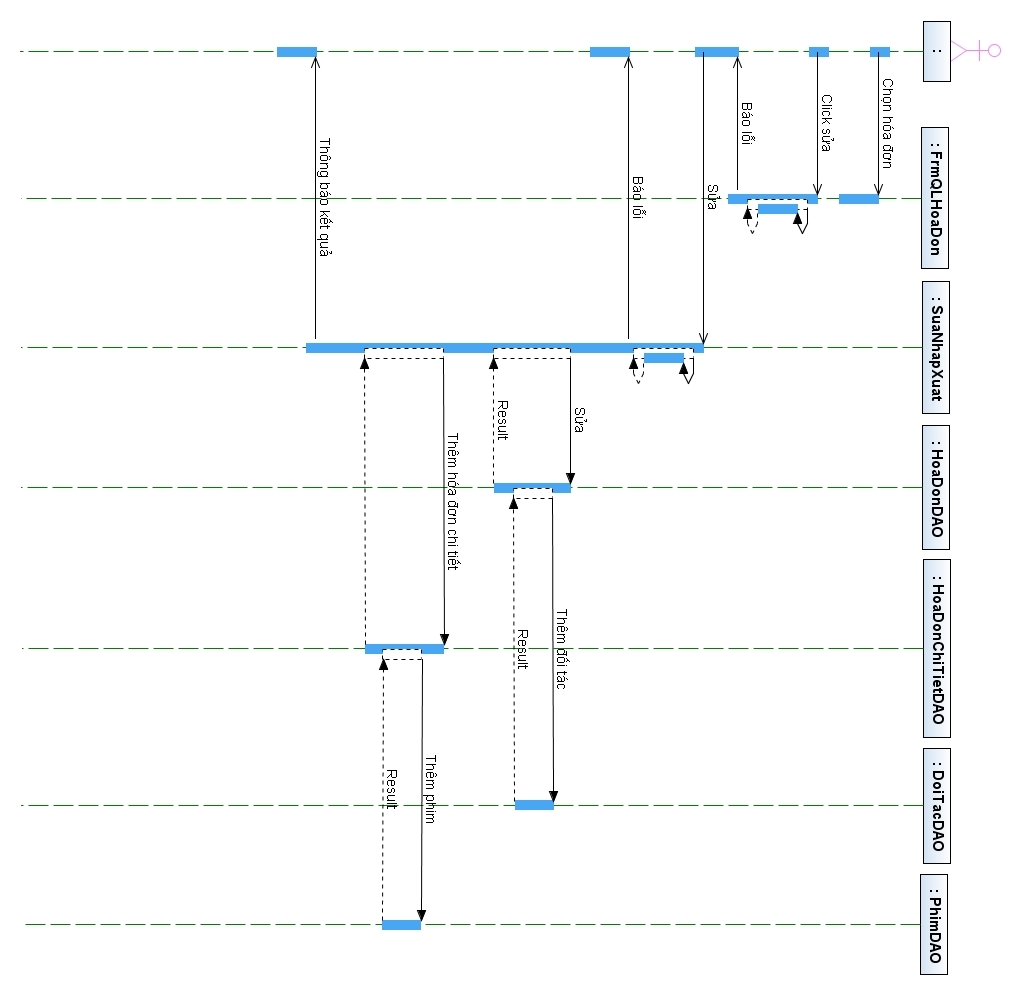 :
: FrmQLHoaDon
: SuaNhapXuat
: HoaDonDAO
: HoaDonChiTietDAO
: DoiTacDAO
: PhimDAO
Chọn hóa đơn
Click sửa
Báo lỗi
Sửa
Báo lỗi
Sửa
Thêm đối tác
Result
Result
Thêm hóa đơn chi tiết
Thêm phim
Result
Thông báo kết quả